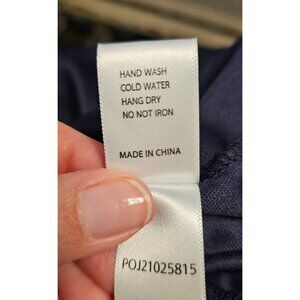 HAND WASH
COLD WATER
HANG DRY
NO NOT IRON
MADE IN CHINA
POJ21025815